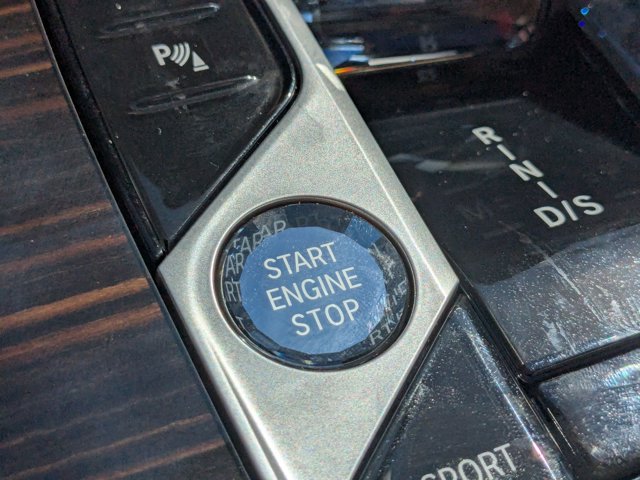 P
R
N
D/S
START
ENGINE
STOP
SPORT